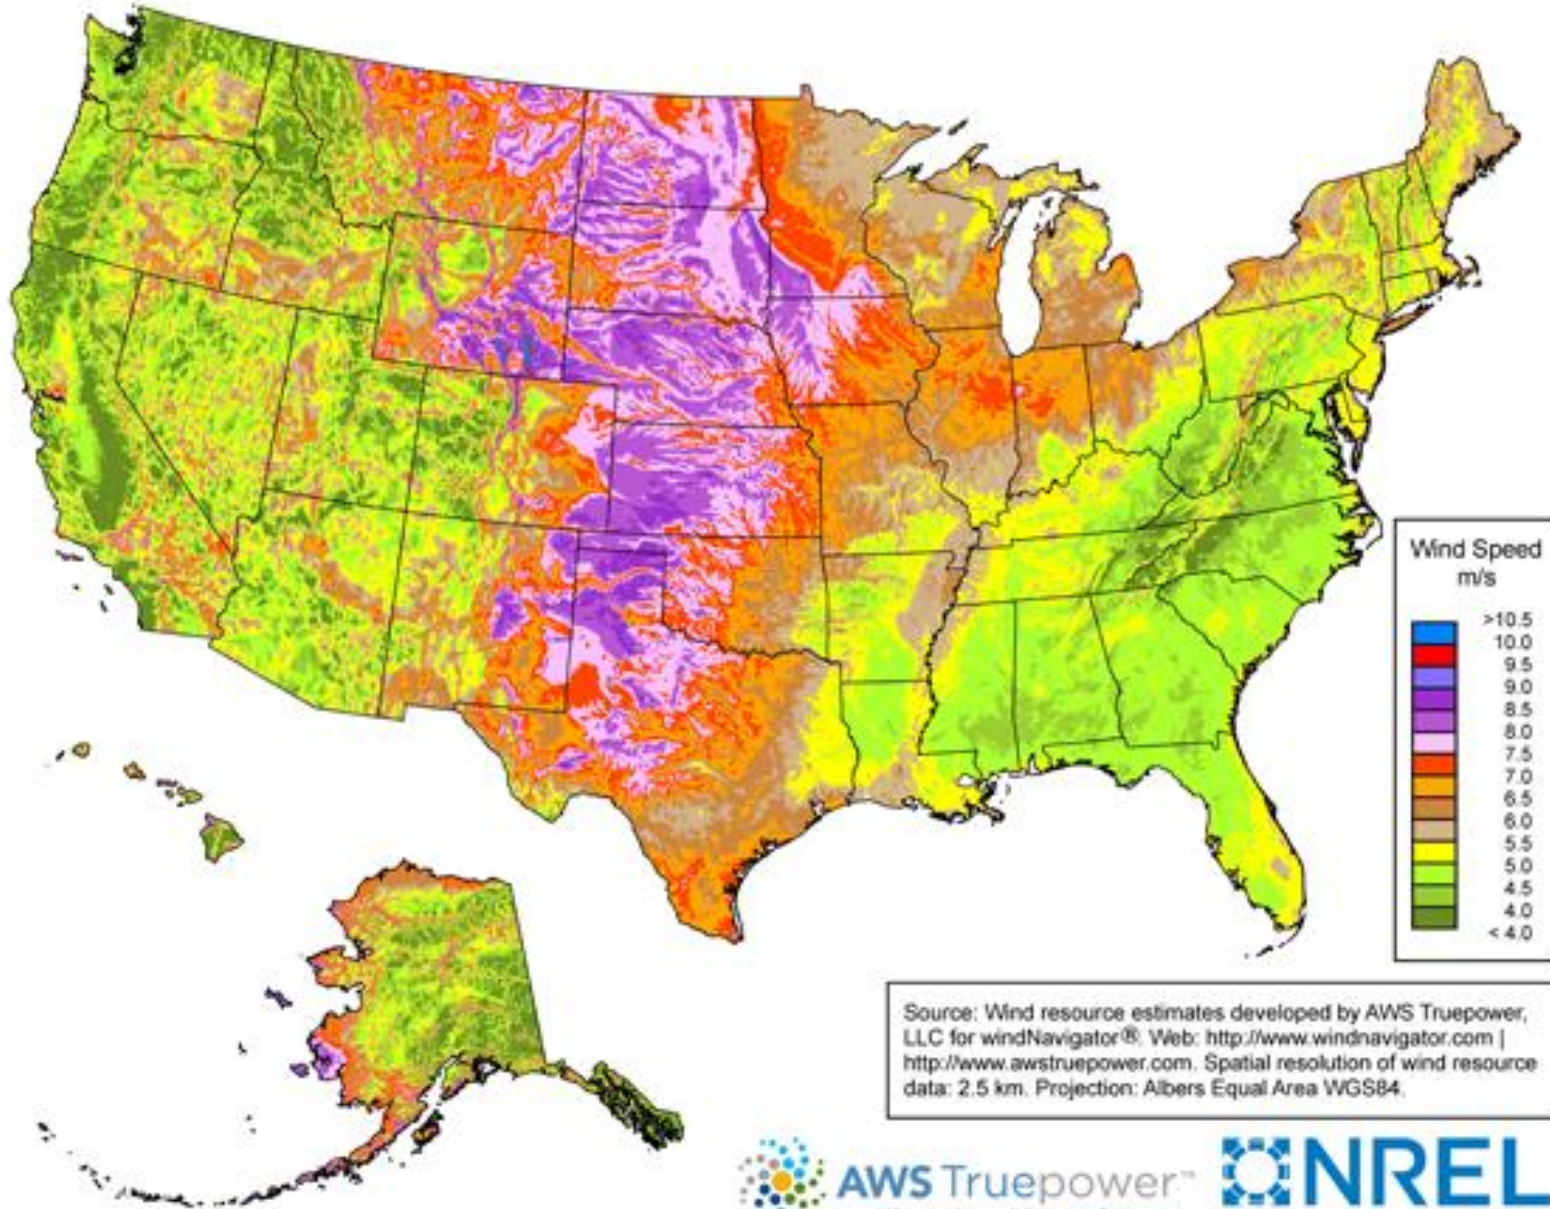 Wind Speed
m/s
>10.5
10.0
9.5
9.0
8.5
8.0
7.5
7.0
6.5
6.0
5.5
5.0
4.5
4.0
< 4.0
Source: Wind resource estimates developed by AWS Truepower,
LLC for windNavigator®. Web: http://www.windnavigator.com |
http://www.awstruepower.com. Spatial resolution of wind resource
data: 2.5 km. Projection: Albers Equal Area WGS84.
AWS Truepower™
NREL